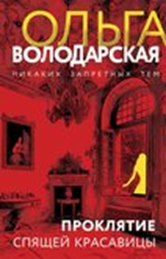 ОЛЬГА
ВОЛОДАРСКАЯ
НИКАКИХ ЗАПРЕТНЫХ ТЕМ
ПРОКЛЯТИЕ
СПЯЩЕЙ КРАСАВИЦЫ